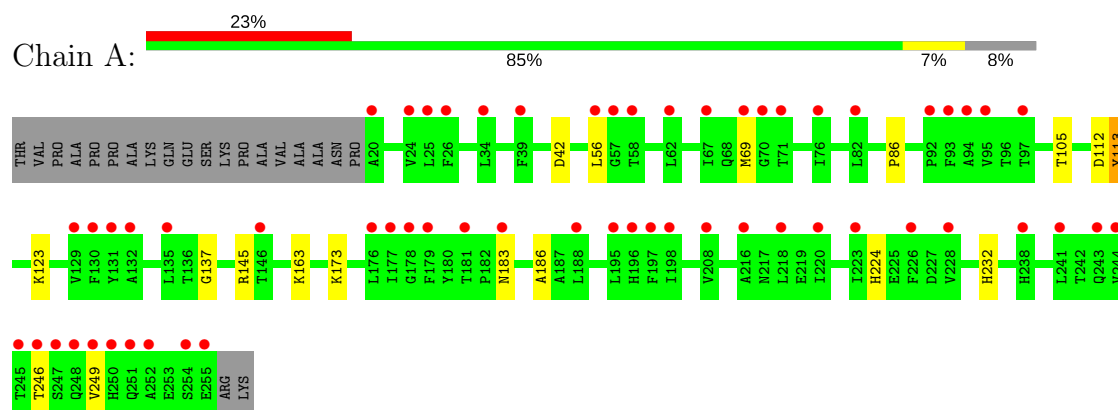 23%
Chain A:
85% 7% 8%
THR VAL PRO ALA PRO PRO ALA LYS GLN GLU SER LYS PRO ALA VAL ALA ALA ASN PRO A20 V24 L25 F26 L34 F39 D42 L56 G57 T58 L62 I67 Q68 M69 G70 T71 I76 L82 P86 P92 F93 A94 V95 T96 T97 T105 D112
K123 V129 F130 Y131 A132 L135 T136 G137 R145 T146 K163 K173 L176 I177 G178 F179 Y180 T181 P182 N183 A186 A187 L188 L195 H196 F197 I198 V208 A216 N217 L218 E219 I220 I223 H224 E225 F226 D227 V228 H232 H238 L241 T242 Q243
T245 T246 S247 Q248 V249 H250 Q251 A252 E253 S254 E255 ARG LYS